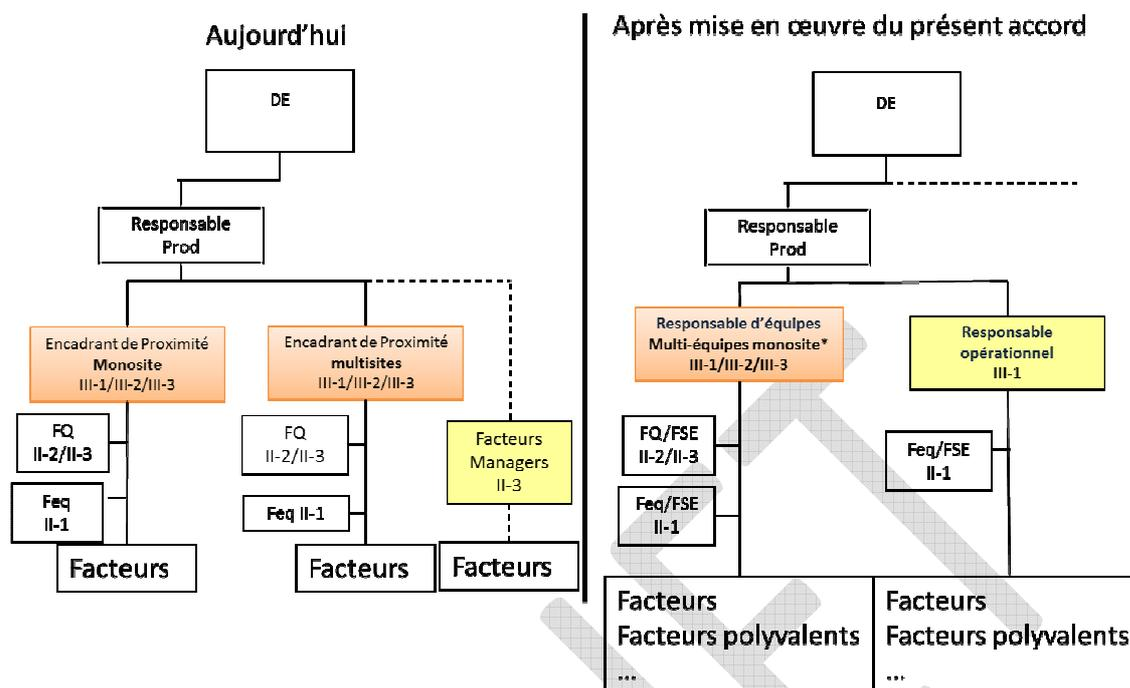 Aujourd'hui
DE
Responsable
Prod
Encadrant de Proximité
Monosite
III-1/III-2/III-3
Encadrant de Proximité
multisites
III-1/III-2/III-3
FQ
II-2/II-3
Feq
II-1
Facteurs
FQ
II-2/II-3
Feq II-1
Facteurs
Facteurs
Managers
II-3
Facteurs
Après mise en œuvre du présent accord
DE
Responsable
Prod
Responsable d'équipes
Multi-équipes monosite*
III-1/III-2/III-3
Responsable
opérationnel
III-1
FQ/FSE
II-2/II-3
Feq/FSE
II-1
Feq/FSE
II-1
Facteurs
Facteurs polyvalents
...
Facteurs
Facteurs polyvalents
...